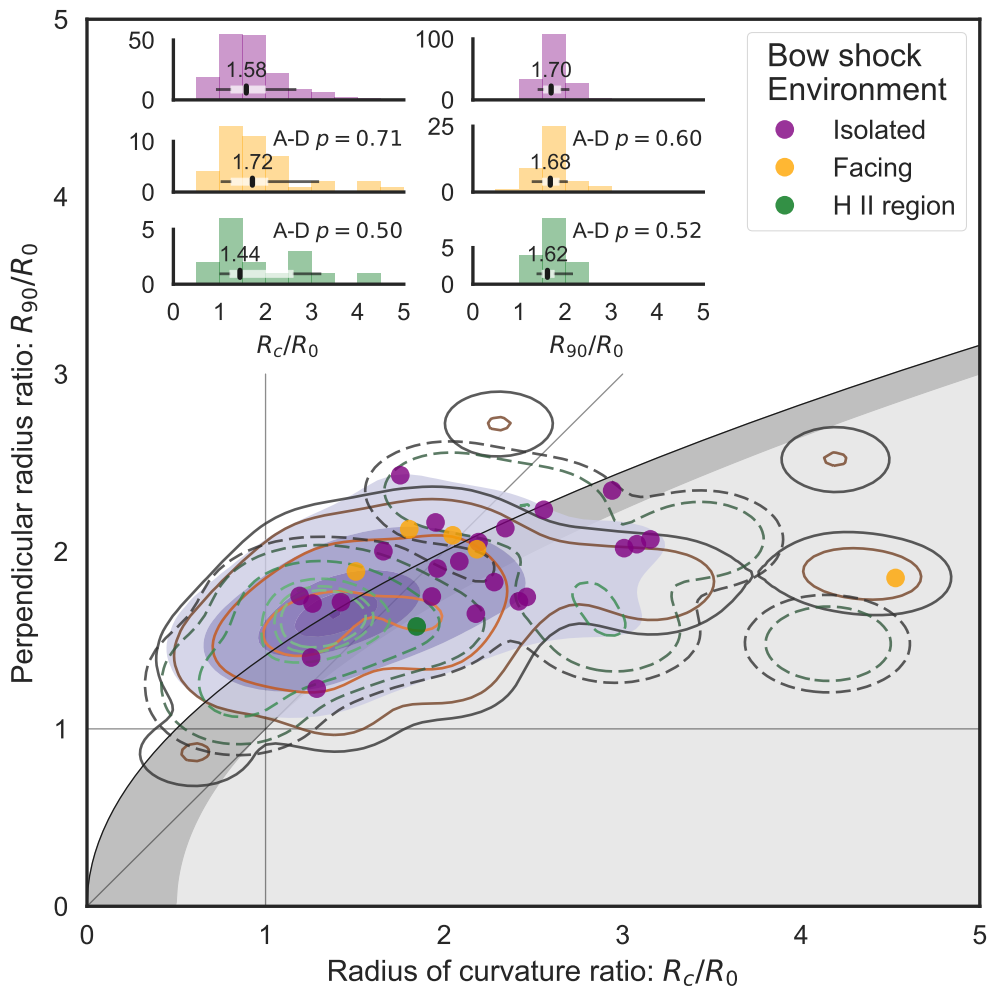 50
0
1.58
100
0
1.70
10
0
1.72
A-D p = 0.71
25
0
1.68
A-D p = 0.60
5
0
1.44
A-D p = 0.50
5
0
1.62
A-D p = 0.52
0 1 2 3 4 5
Rc/R0
0 1 2 3 4 5
R90/R0
Bow shock
Environment
Isolated
Facing
H II region
5
4
3
2
1
0
Perpendicular radius ratio: R90/R0
0 1 2 3 4 5
Radius of curvature ratio: Rc/R0